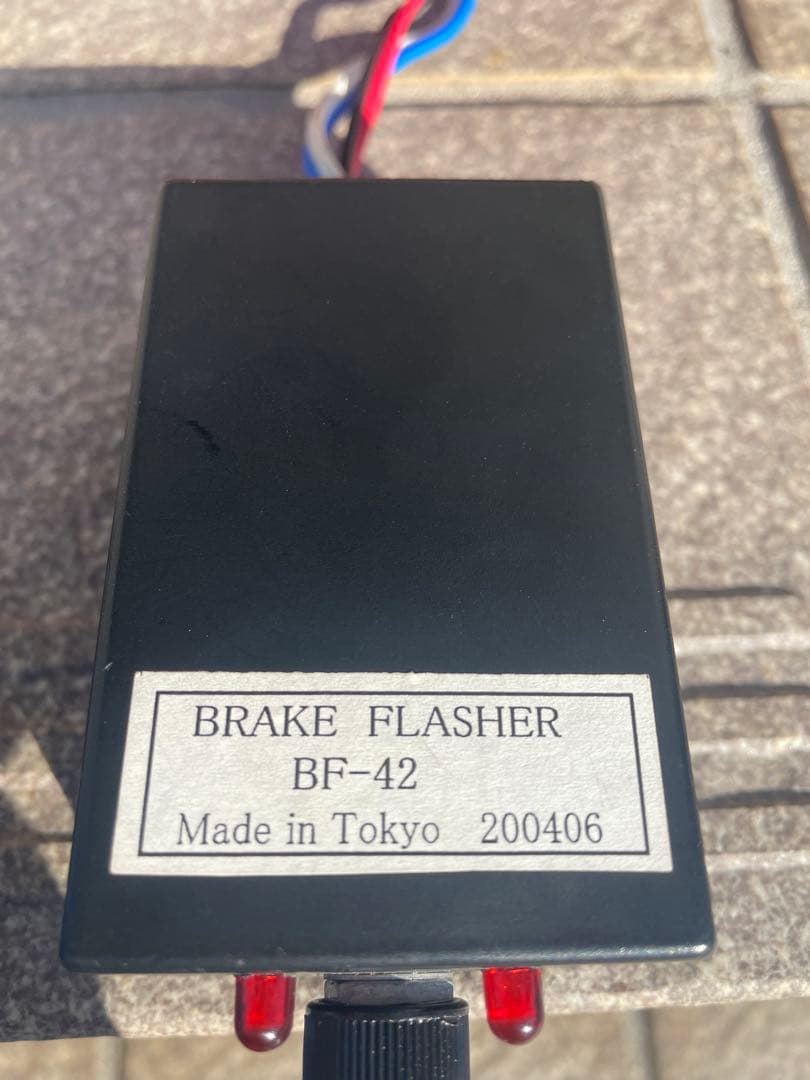 BRAKE FLASHER
BF-42
Made in Tokyo 200406